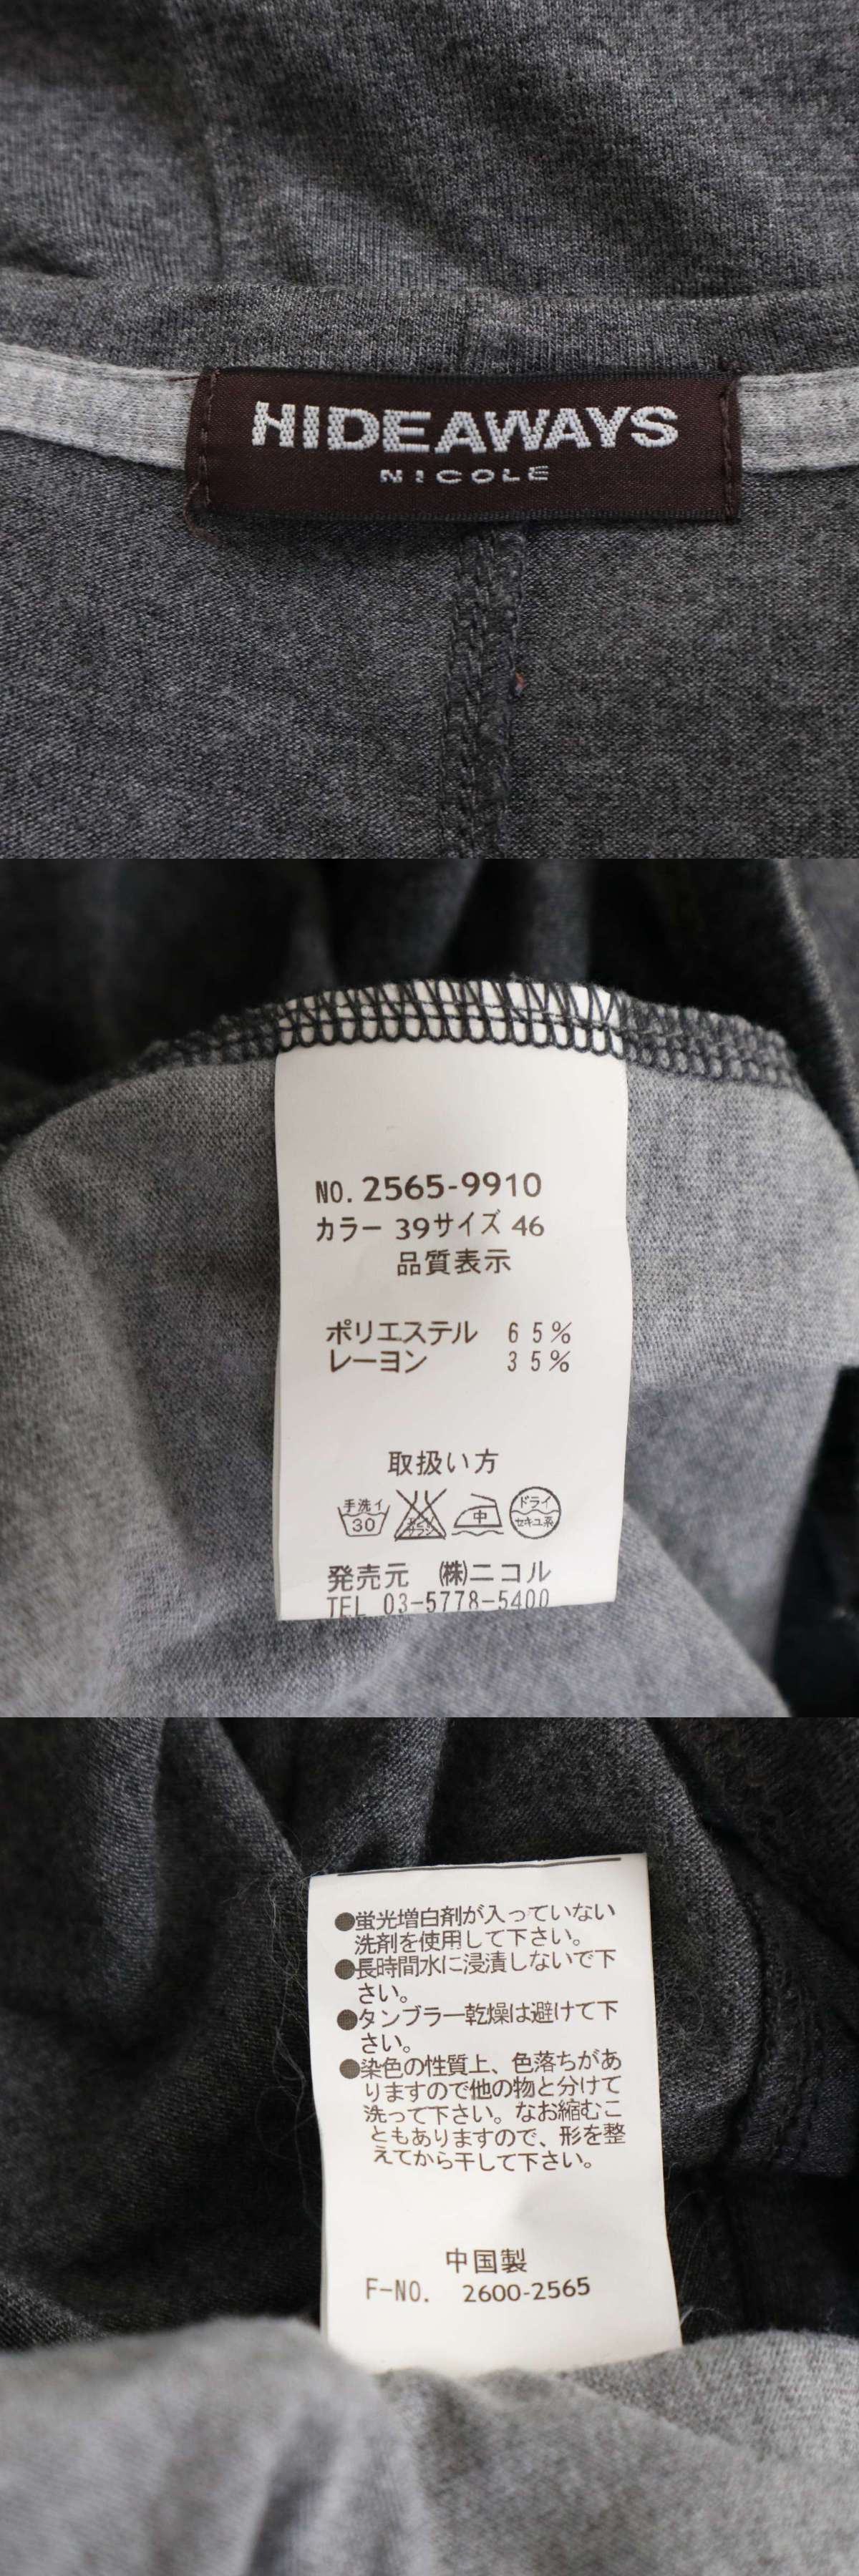 HIDEAWAYS
NICOLE
NO. 2565-9910
カラー 39サイズ 46
品質表示
ポリエステル 65%
レーヨン 35%
取扱い方
手洗イ
30
エンソ
サラシ
中
ドライ
セキユ系
発売元 ㈱ニコル
TEL 03-5778-5400
●蛍光増白剤が入っていない
洗剤を使用して下さい。
●長時間水に浸漬しないで下
さい。
●タンブラー乾燥は避けて下
さい。
●染色の性質上、色落ちがあ
りますので他の物と分けて
洗って下さい。なお縮むこ
ともありますので、形を整
えてから干して下さい。
中国製
F-NO. 2600-2565